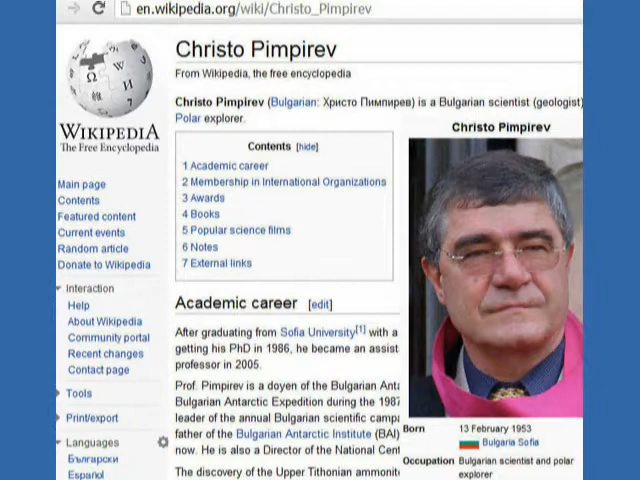 en.wikipedia.org/wiki/Christo_Pimpirev
Christo Pimpirev
From Wikipedia, the free encyclopedia
Christo Pimpirev (Bulgarian: Христо Пимпирев) is a Bulgarian scientist (geologist)
Polar explorer.
WIKIPEDIA
The Free Encyclopedia
Main page
Contents
Featured content
Current events
Random article
Donate to Wikipedia
Interaction
Help
About Wikipedia
Community portal
Recent changes
Contact page
Tools
Print/export
Languages
Български
Español
Contents [hide]
1 Academic career
2 Membership in International Organizations
3 Awards
4 Books
5 Popular science films
6 Notes
7 External links
Academic career [edit]
After graduating from Sofia University[1] with a
getting his PhD in 1986, he became an assist
professor in 2005.
Prof. Pimpirev is a doyen of the Bulgarian Anta
Bulgarian Antarctic Expedition during the 1987
leader of the annual Bulgarian scientific campa
father of the Bulgarian Antarctic Institute (BAI)
now. He is also a Director of the National Cent
The discovery of the Upper Tithonian ammonit
Christo Pimpirev
Born 13 February 1953
Bulgaria Sofia
Occupation Bulgarian scientist and polar
explorer